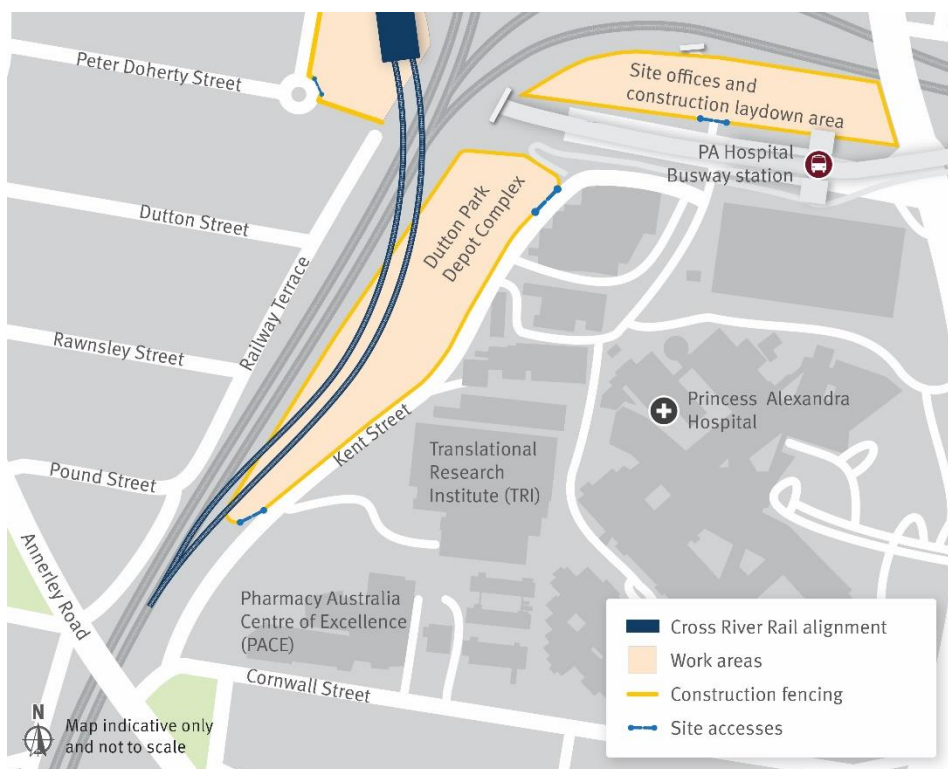 Peter Doherty Street
Site offices and
construction laydown area
PA Hospital
Busway station
Dutton Street
Dutton Park
Depot Complex
Railway Terrace
Rawnsley Street
Princess Alexandra
Hospital
Kent Street
Translational
Research
Institute (TRI)
Pound Street
Annerley Road
Pharmacy Australia
Centre of Excellence
(PACE)
Cornwall Street
N
Map indicative only
and not to scale
Cross River Rail alignment
Work areas
Construction fencing
Site accesses